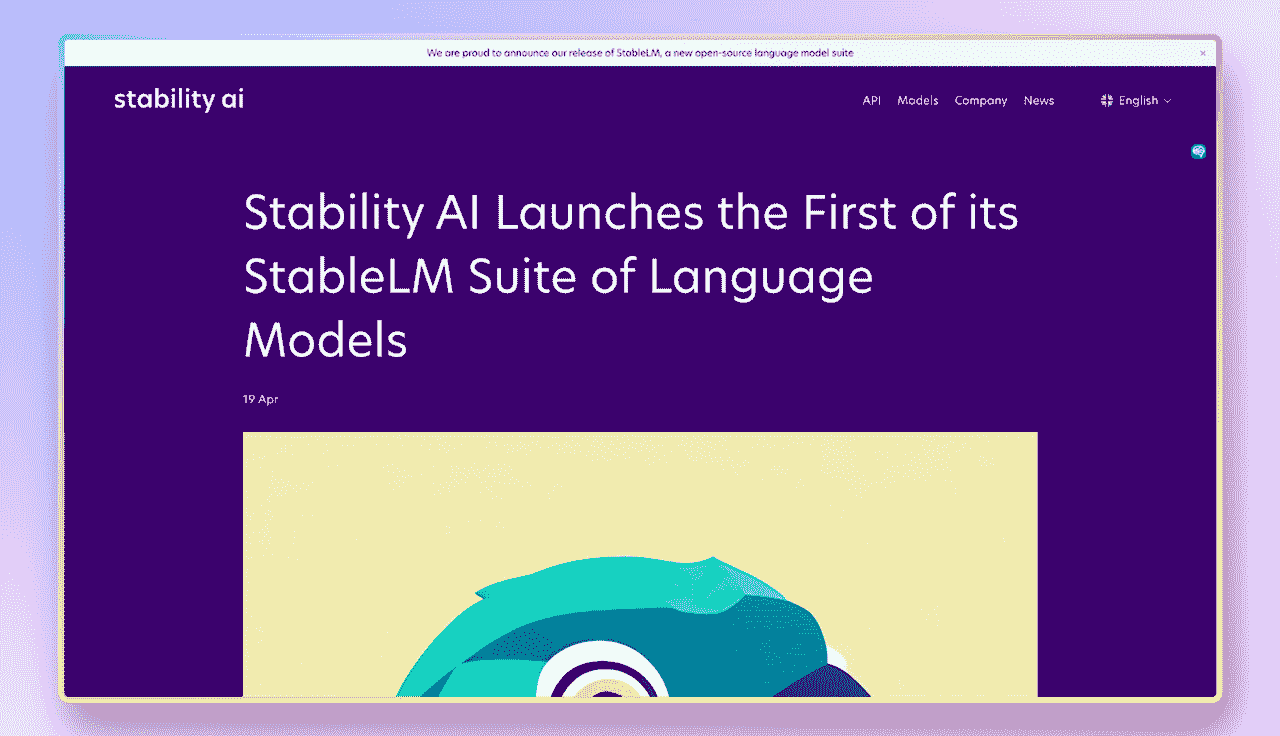 We are proud to announce our release of StableLM, a new open-source language model suite
×
stability ai
API Models Company News English
Stability AI Launches the First of its
StableLM Suite of Language
Models
19 Apr